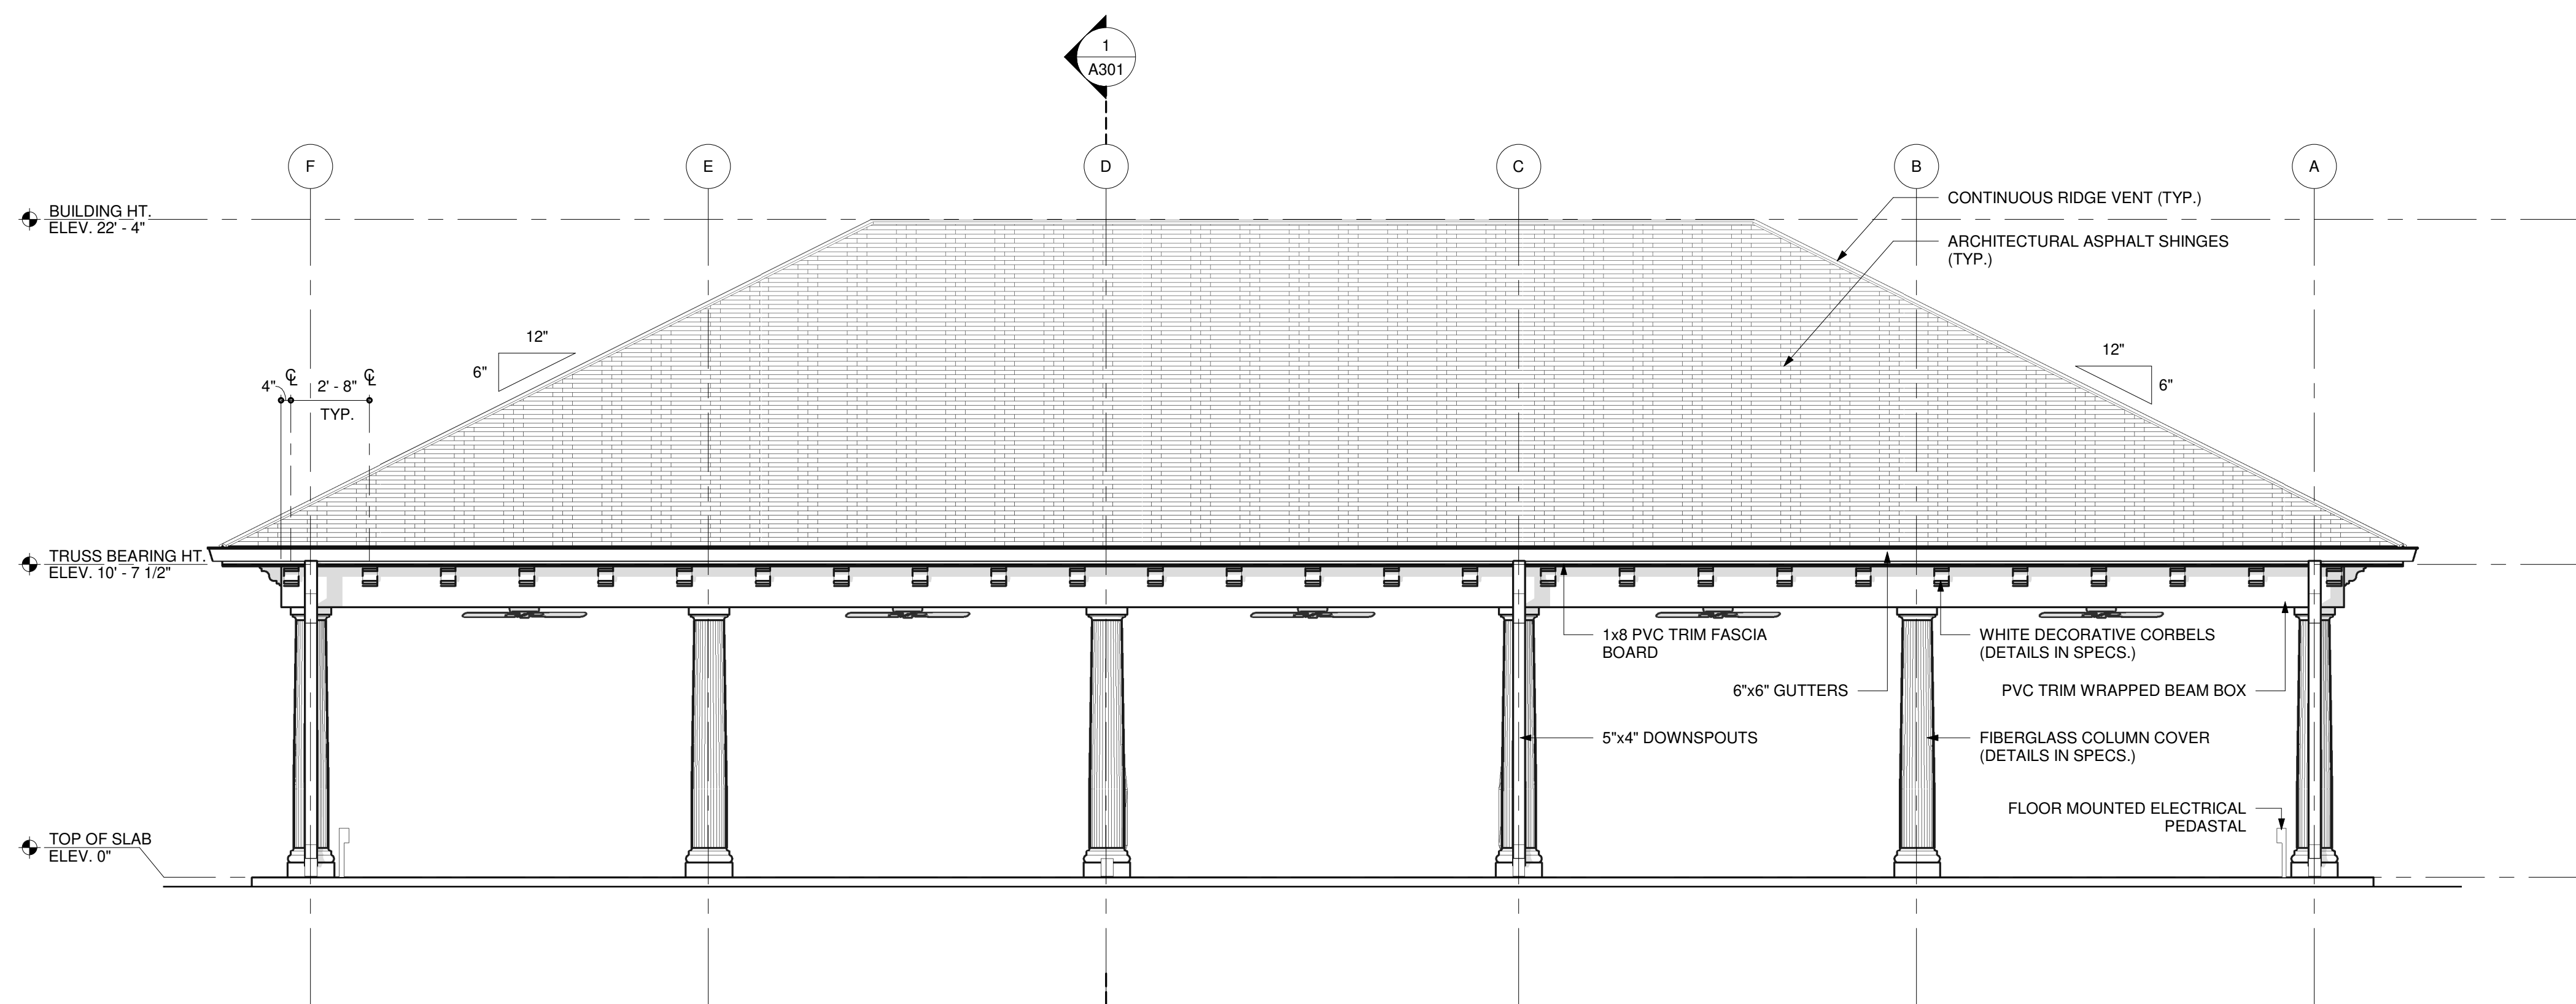 1
A301
F
E
D
C
B
A
BUILDING HT.
ELEV. 22' - 4"
CONTINUOUS RIDGE VENT (TYP.)
ARCHITECTURAL ASPHALT SHINGES
(TYP.)
12"
6"
12"
6"
4"
℄
2' - 8"
℄
TYP.
TRUSS BEARING HT.
ELEV. 10' - 7 1/2"
1x8 PVC TRIM FASCIA
BOARD
WHITE DECORATIVE CORBELS
(DETAILS IN SPECS.)
6"x6" GUTTERS
PVC TRIM WRAPPED BEAM BOX
5"x4" DOWNSPOUTS
FIBERGLASS COLUMN COVER
(DETAILS IN SPECS.)
FLOOR MOUNTED ELECTRICAL
PEDASTAL
TOP OF SLAB
ELEV. 0"